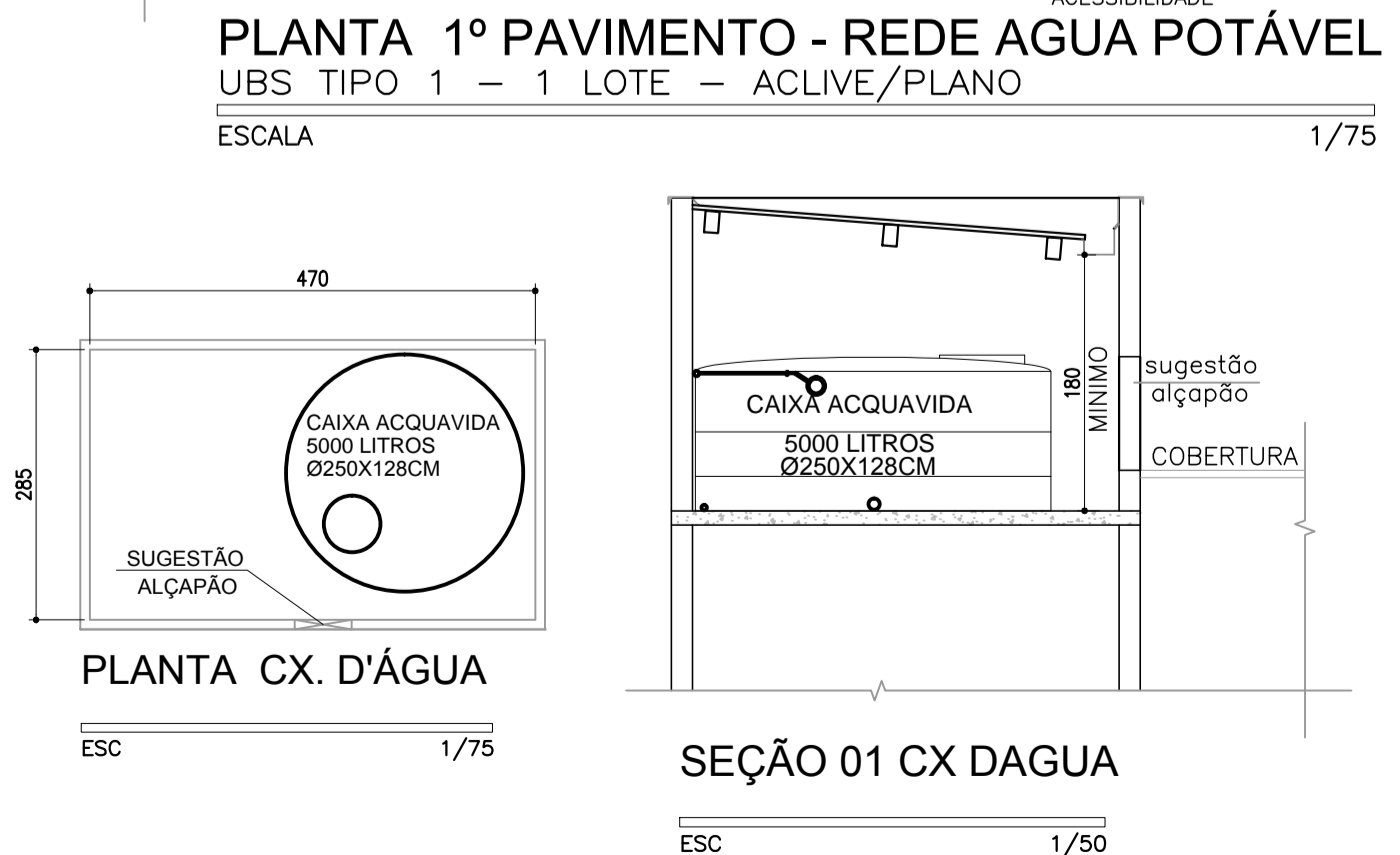 ACESSIBILIDADE
PLANTA 1º PAVIMENTO - REDE AGUA POTÁVEL
UBS TIPO 1 – 1 LOTE – ACLIVE/PLANO
ESCALA 1/75
470
285
CAIXA ACQUAVIDA
5000 LITROS
Ø250X128CM
SUGESTÃO
ALÇAPÃO
PLANTA CX. D'ÁGUA
ESC 1/75
CAIXA ACQUAVIDA
5000 LITROS
Ø250X128CM
180
MINIMO
sugestão
alçapão
COBERTURA
SEÇÃO 01 CX DAGUA
ESC 1/50